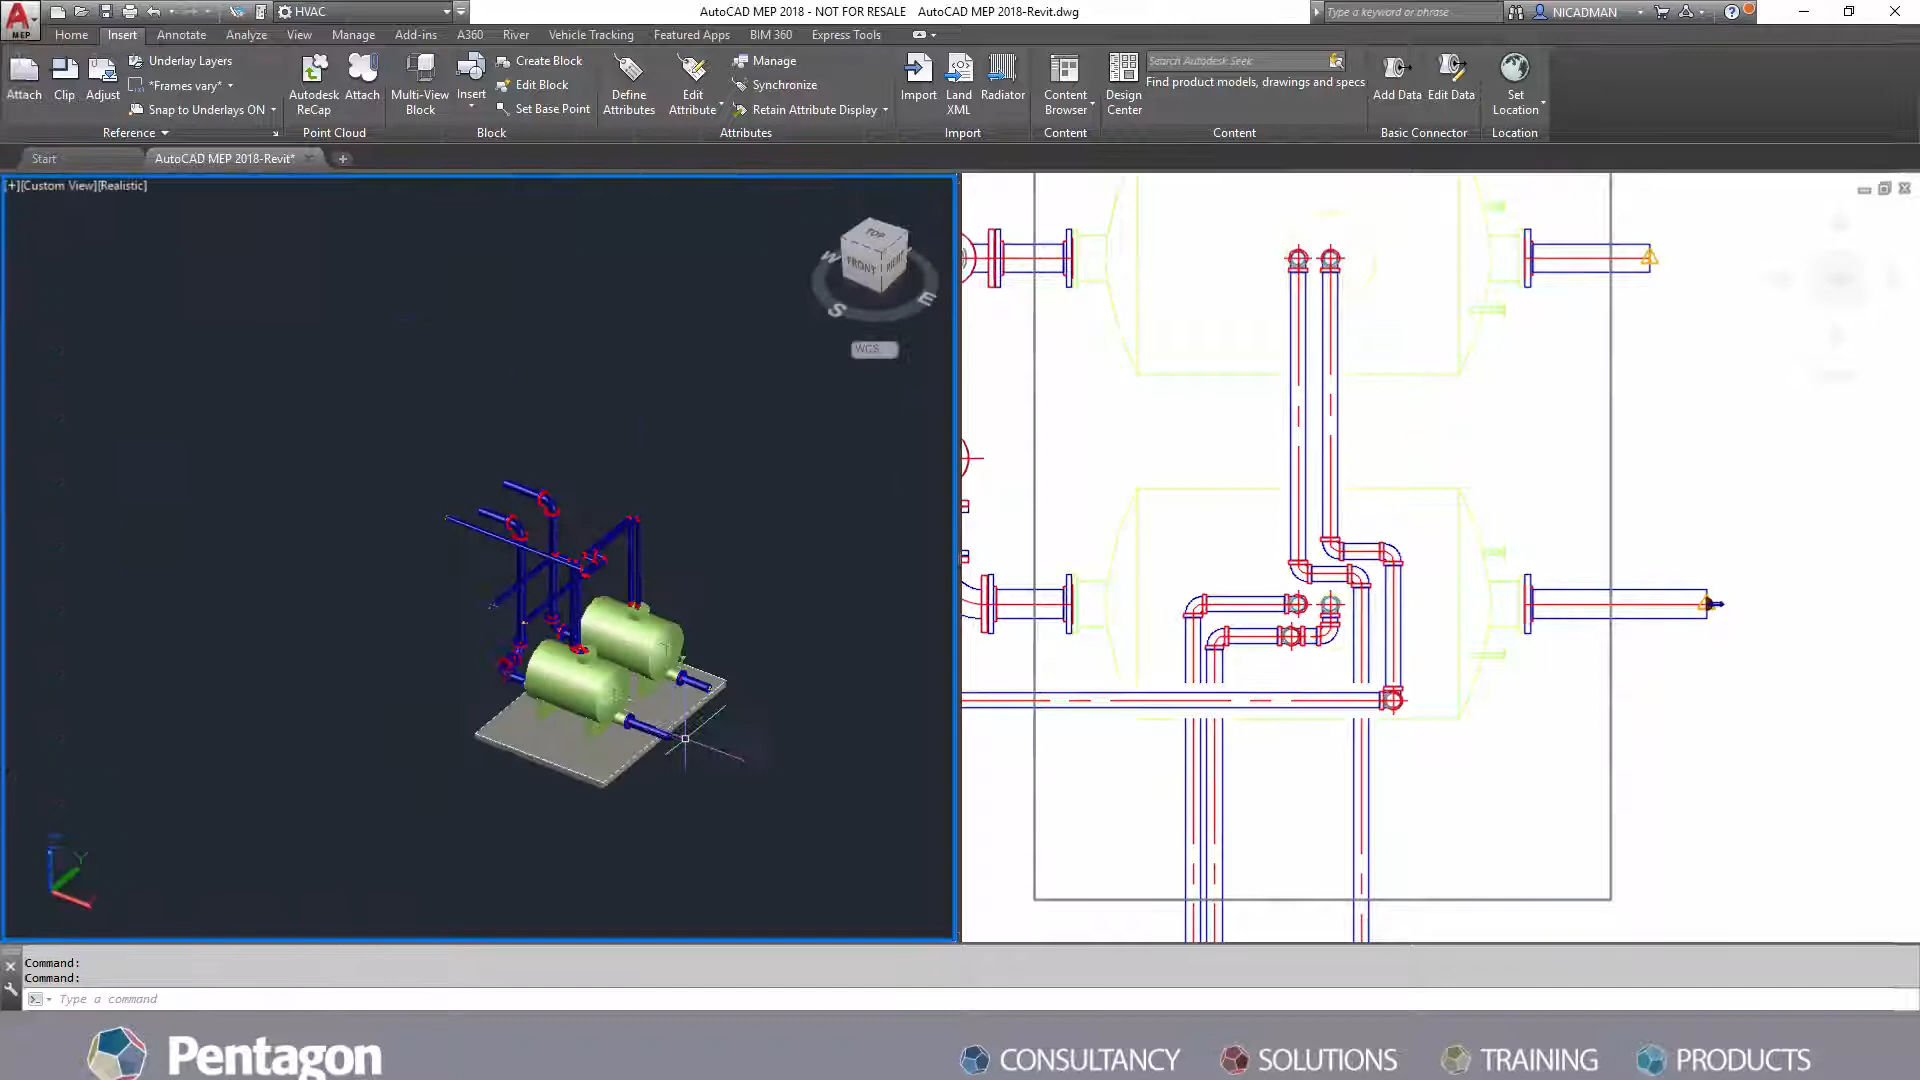 HVAC
AutoCAD MEP 2018 - NOT FOR RESALE AutoCAD MEP 2018-Revit.dwg
Type a keyword or phrase
NICADMAN
MEP
Home Insert Annotate Analyze View Manage Add-ins A360 River Vehicle Tracking Featured Apps BIM 360 Express Tools
Attach
Clip
Adjust
Underlay Layers
*Frames vary*
Snap to Underlays ON
Reference
Autodesk ReCap
Attach
Point Cloud
Multi-View Block
Insert
Create Block
Edit Block
Set Base Point
Block
Define Attributes
Edit Attribute
Manage
Synchronize
Retain Attribute Display
Attributes
Import
Land XML
Radiator
Import
Content Browser
Content
Design Center
Search Autodesk Seek
Find product models, drawings and specs
Content
Add Data
Edit Data
Basic Connector
Set Location
Location
Start
AutoCAD MEP 2018-Revit*
[+][Custom View][Realistic]
TOP
FRONT
RIGHT
W
S
E
WCS
Y
Command:
Command:
Type a command
Pentagon
CONSULTANCY SOLUTIONS TRAINING PRODUCTS